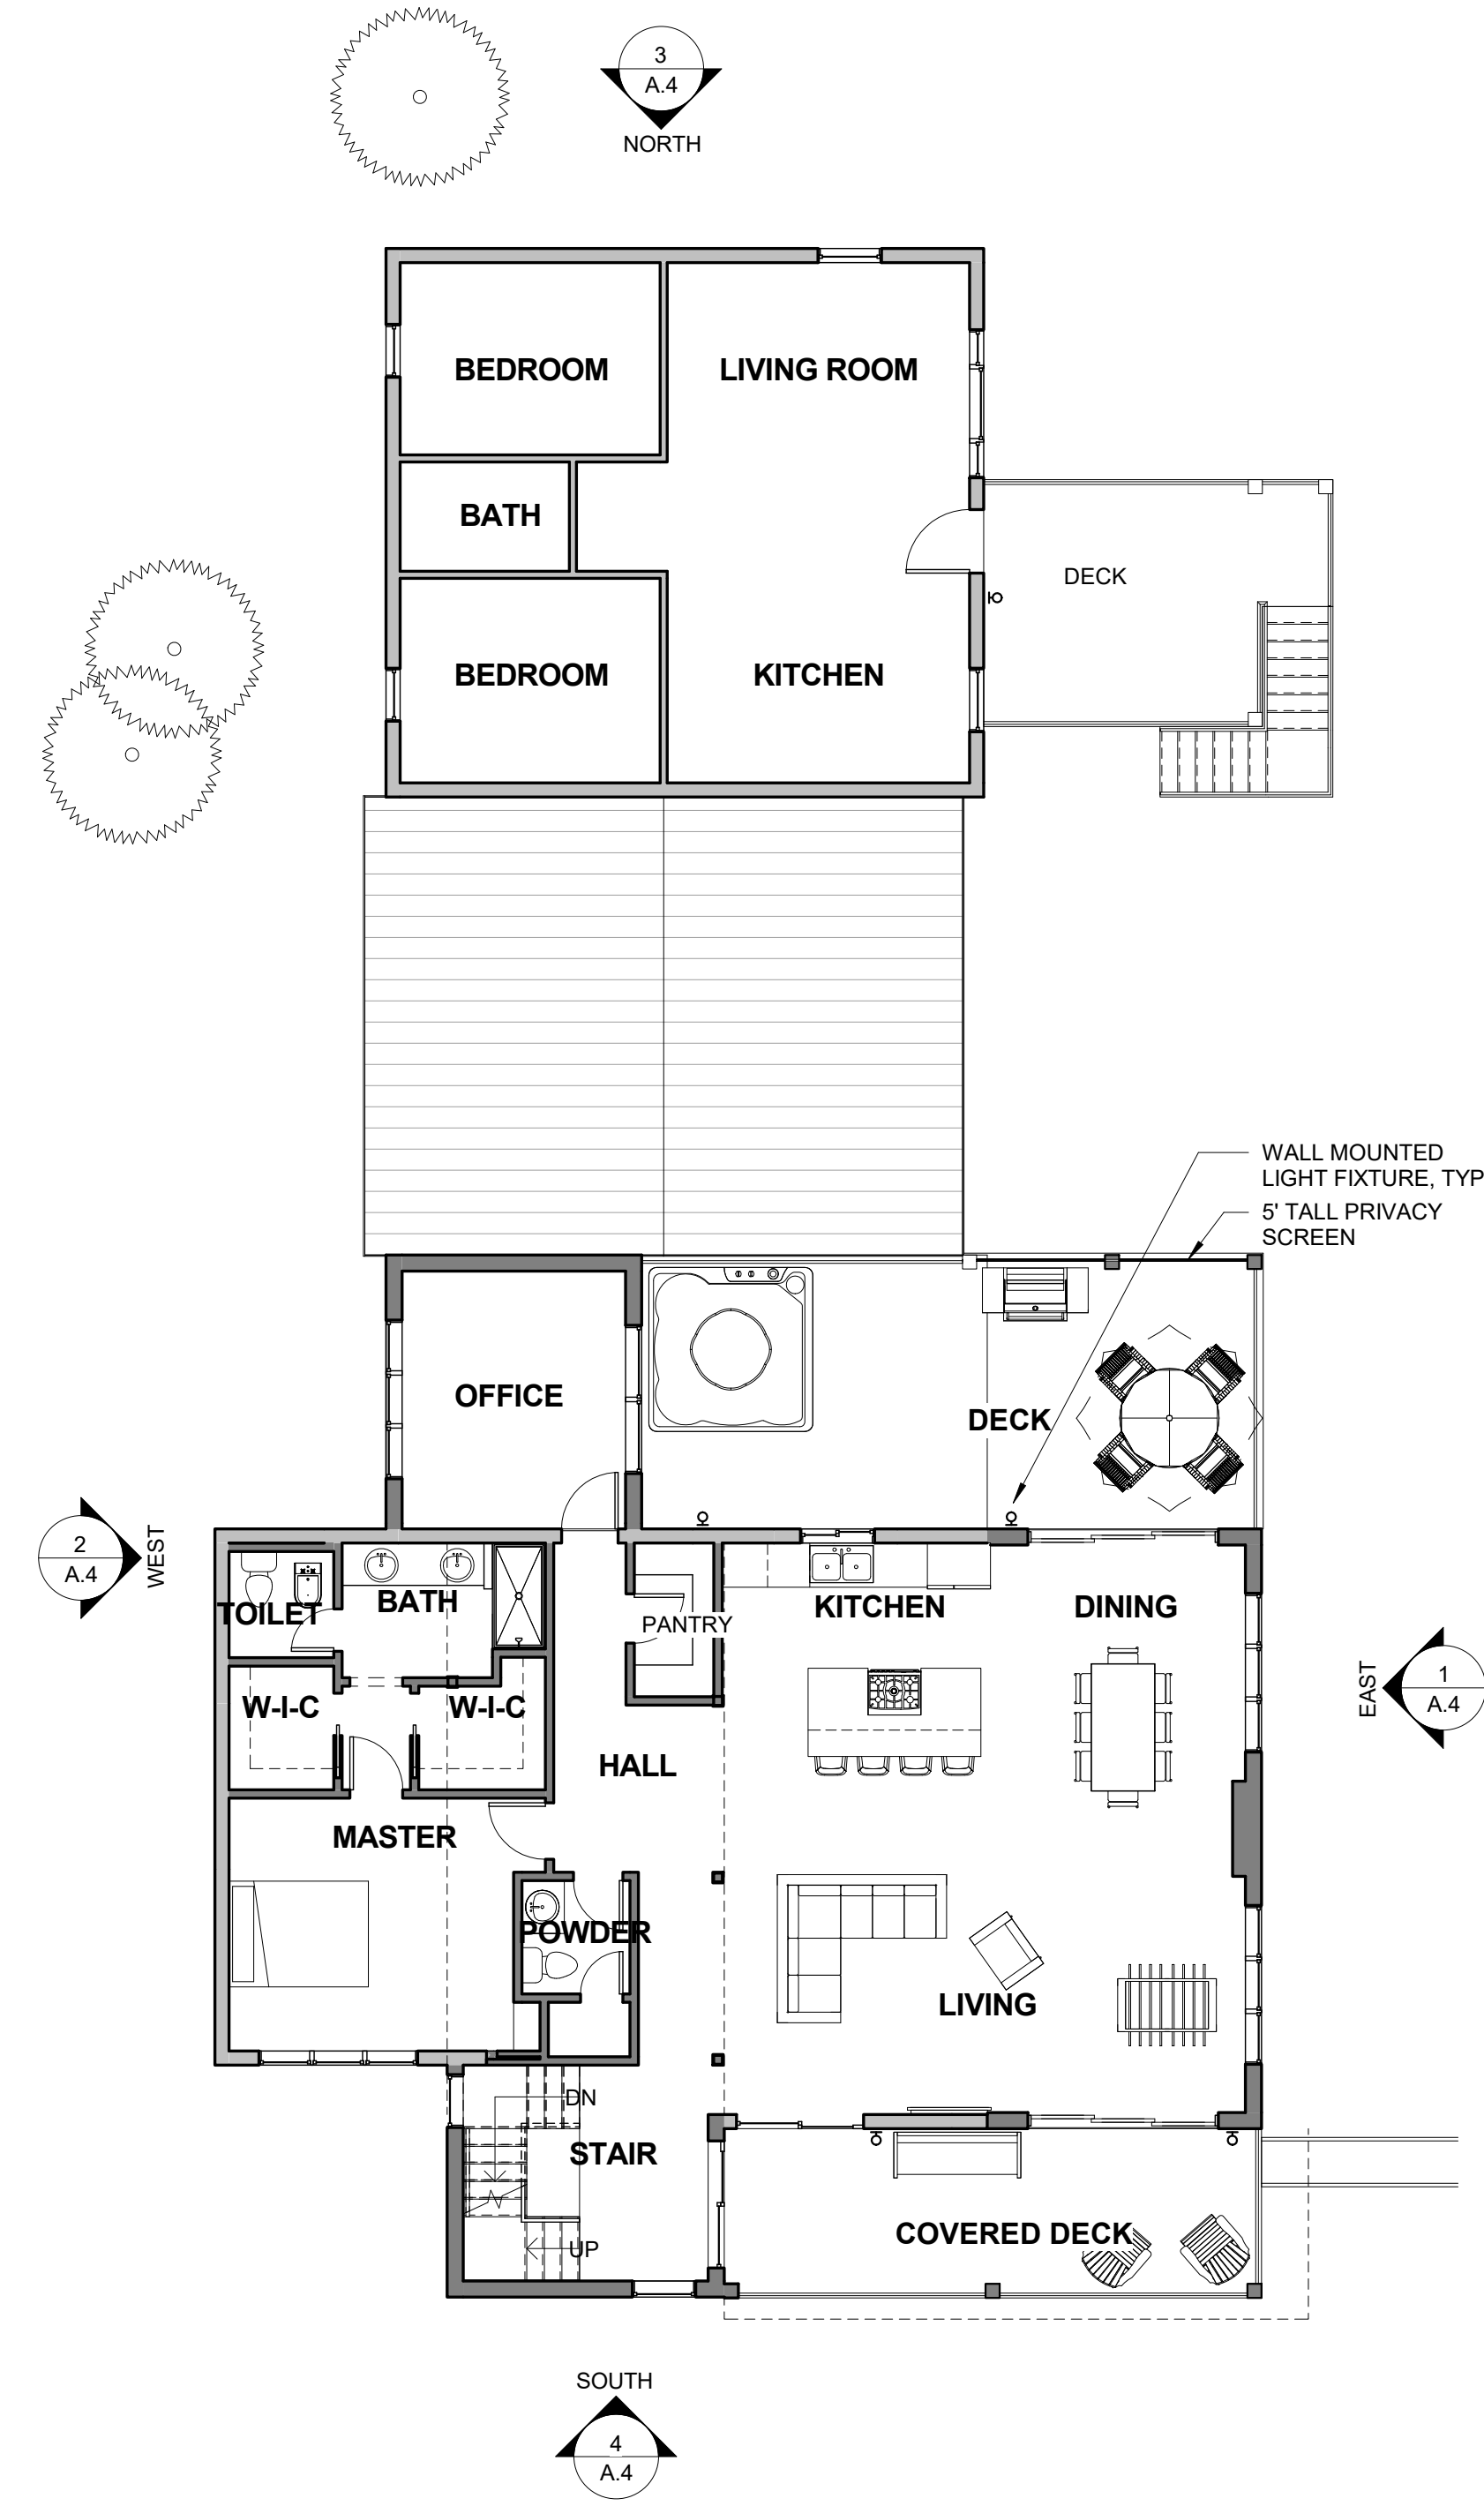 3
A.4
NORTH
BEDROOM
LIVING ROOM
BATH
DECK
BEDROOM
KITCHEN
WALL MOUNTED
LIGHT FIXTURE, TYP
5' TALL PRIVACY
SCREEN
OFFICE
DECK
2
A.4
WEST
TOILET
BATH
PANTRY
KITCHEN
DINING
W-I-C
W-I-C
EAST
1
A.4
HALL
MASTER
POWDER
LIVING
DN
STAIR
UP
COVERED DECK
SOUTH
4
A.4